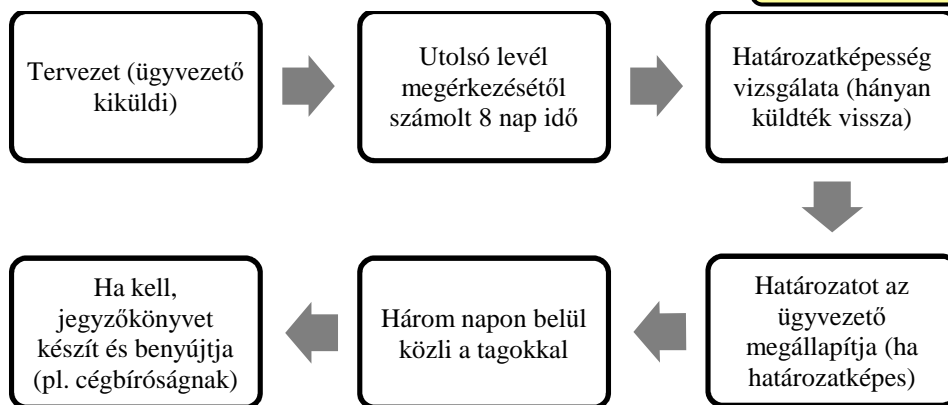 Tervezet (ügyvezető
kiküldi)
Utolsó levél
megérkezésétől
számolt 8 nap idő
Határozatképesség
vizsgálata (hányan
küldték vissza)
Határozatot az
ügyvezető
megállapítja (ha
határozatképes)
Három napon belül
közli a tagokkal
Ha kell,
jegyzőkönyvet
készít és benyújtja
(pl. cégbíróságnak)